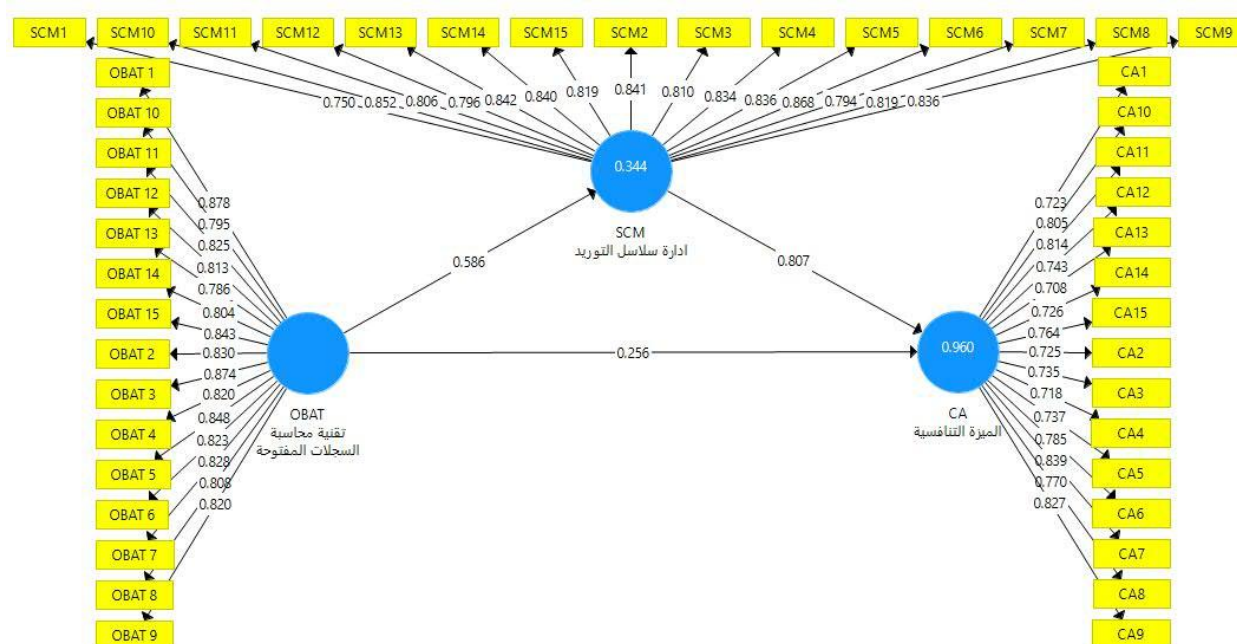 SCM1 SCM10 SCM11 SCM12 SCM13 SCM14 SCM15 SCM2 SCM3 SCM4 SCM5 SCM6 SCM7 SCM8 SCM9
0.750 0.852 0.806 0.796 0.842 0.840 0.819 0.841 0.810 0.834 0.836 0.868 0.794 0.819 0.836
0.344
SCM
ادارة سلاسل التوريد
OBAT 1
OBAT 10
OBAT 11
OBAT 12
OBAT 13
OBAT 14
OBAT 15
OBAT 2
OBAT 3
OBAT 4
OBAT 5
OBAT 6
OBAT 7
OBAT 8
OBAT 9
0.878
0.795
0.825
0.813
0.786
0.804
0.843
0.830
0.874
0.820
0.848
0.823
0.828
0.808
0.820
OBAT
تقنية محاسبة
السجلات المفتوحة
0.586
0.807
0.256
0.960
CA
الميزة التنافسية
0.723
0.805
0.814
0.743
0.708
0.726
0.764
0.725
0.735
0.718
0.737
0.785
0.839
0.770
0.827
CA1
CA10
CA11
CA12
CA13
CA14
CA15
CA2
CA3
CA4
CA5
CA6
CA7
CA8
CA9